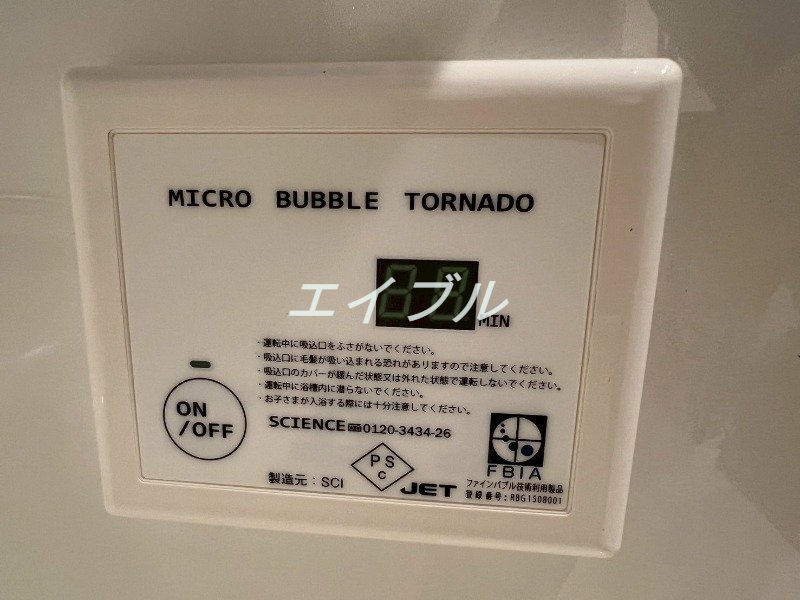 MICRO BUBBLE TORNADO
エイブル
MIN
・運転中に吸込口をふさがないでください。
・吸込口に毛髪が吸い込まれる恐れがありますので注意してください。
・吸込口のカバーが緩んだ状態又は外れた状態で運転しないでください。
・運転中に浴槽内に潜らないでください。
・お子さまが入浴する際には十分注意してください。
ON
/OFF
SCIENCE 0120-3434-26
PS
C
FBIA
製造元:SCI
JET
ファインバブル技術利用製品
登録番号:RBG1508001